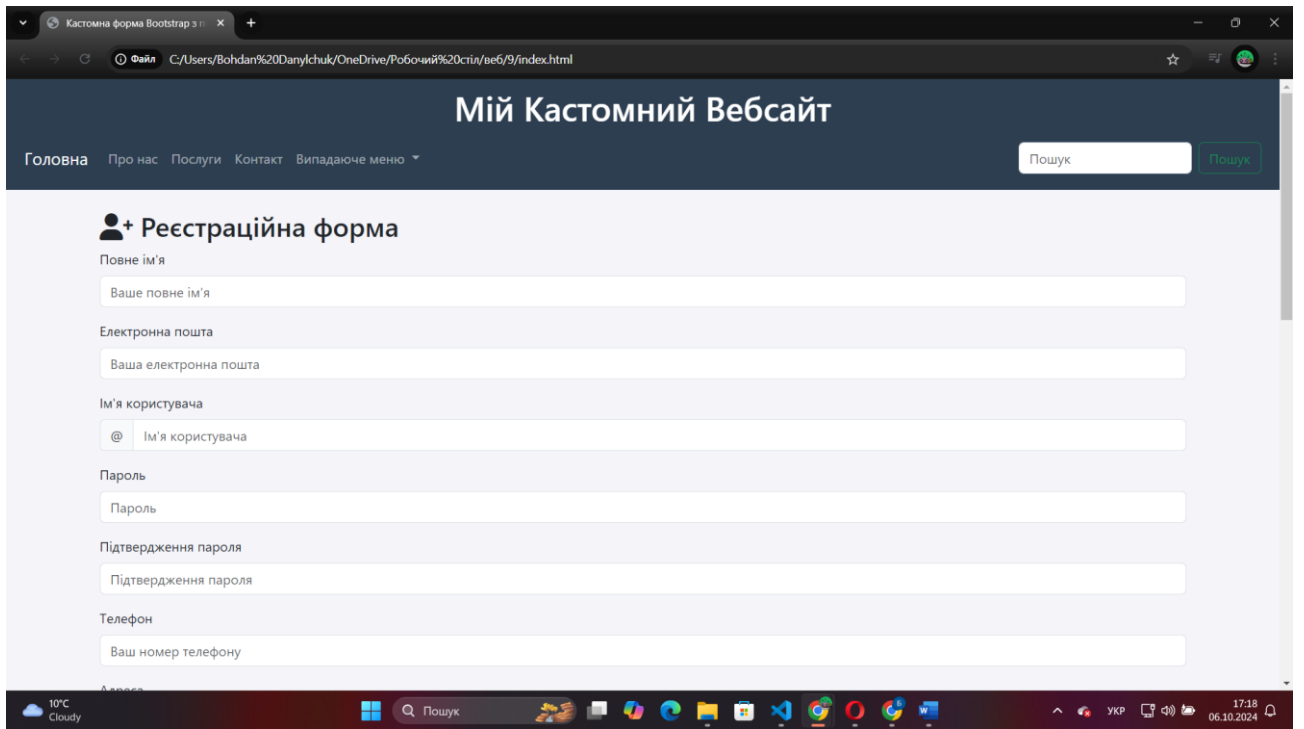 Кастомна форма Bootstrap з п
Файл C:/Users/Bohdan%20Danylchuk/OneDrive/Робочий%20стіл/веб/9/index.html
Мій Кастомний Вебсайт
Головна Про нас Послуги Контакт Випадаюче меню Пошук Пошук
Реєстраційна форма
Повне ім'я
Ваше повне ім'я
Електронна пошта
Ваша електронна пошта
Ім'я користувача
@ Ім'я користувача
Пароль
Пароль
Підтвердження пароля
Підтвердження пароля
Телефон
Ваш номер телефону
Адреса
10°C
Cloudy
Пошук
УКР
17:18
06.10.2024